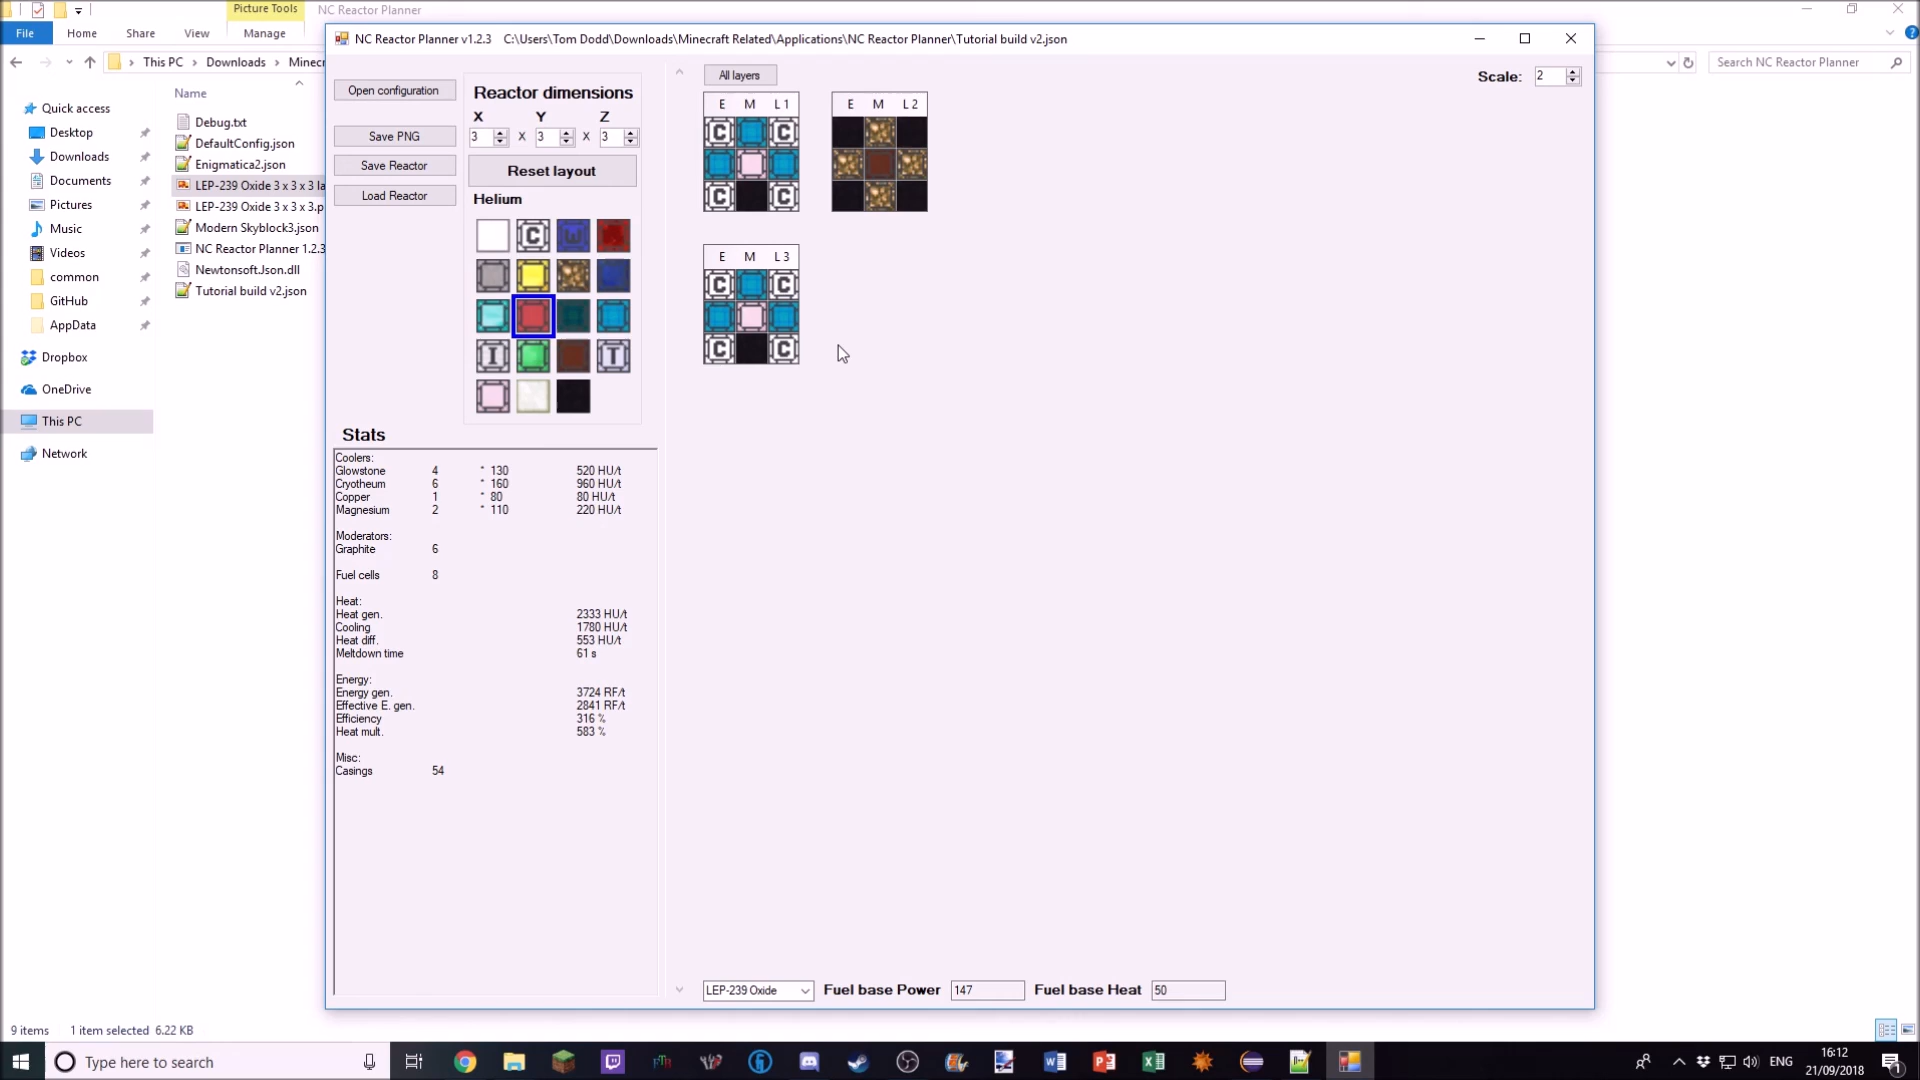 Picture Tools
NC Reactor Planner
File
Home
Share
View
Manage
This PC
Downloads
Minecr
Search NC Reactor Planner
Quick access
Desktop
Downloads
Documents
Pictures
Music
Videos
common
GitHub
AppData
Dropbox
OneDrive
This PC
Network
Name
Debug.txt
DefaultConfig.json
Enigmatica2.json
LEP-239 Oxide 3 x 3 x 3 la
LEP-239 Oxide 3 x 3 x 3.p
Modern Skyblock3.json
NC Reactor Planner 1.2.3
Newtonsoft.Json.dll
Tutorial build v2.json
NC Reactor Planner v1.2.3 C:\Users\Tom Dodd\Downloads\Minecraft Related\Applications\NC Reactor Planner\Tutorial build v2.json
Open configuration
Save PNG
Save Reactor
Load Reactor
Reactor dimensions
X Y Z
3 X 3 X 3
Reset layout
Helium
C W
I T
All layers
Scale: 2
E M L 1
C C
C C
E M L 2
E M L 3
C C
C C
Stats
Coolers:
Glowstone 4 * 130 520 HU/t
Cryotheum 6 * 160 960 HU/t
Copper 1 * 80 80 HU/t
Magnesium 2 * 110 220 HU/t
Moderators:
Graphite 6
Fuel cells 8
Heat:
Heat gen. 2333 HU/t
Cooling 1780 HU/t
Heat diff. 553 HU/t
Meltdown time 61 s
Energy:
Energy gen. 3724 RF/t
Effective E. gen. 2841 RF/t
Efficiency 316 %
Heat mult. 583 %
Misc:
Casings 54
LEP-239 Oxide Fuel base Power 147 Fuel base Heat 50
9 items 1 item selected 6.22 KB
Type here to search
ENG
16:12
21/09/2018